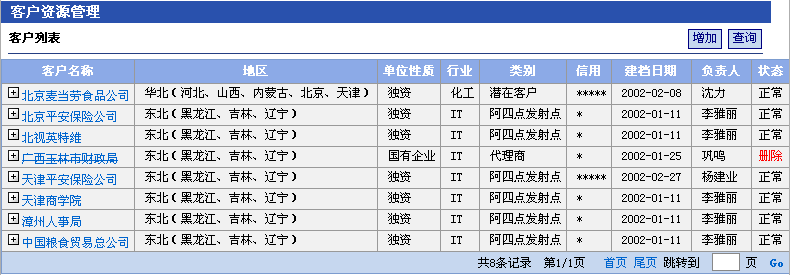 客户资源管理
客户列表 增加 查询
客户名称 地区 单位性质 行业 类别 信用 建档日期 负责人 状态
北京麦当劳食品公司 华北(河北、山西、内蒙古、北京、天津) 独资 化工 潜在客户 ***** 2002-02-08 沈力 正常
北京平安保险公司 东北(黑龙江、吉林、辽宁) 独资 IT 阿四点发射点 * 2002-01-11 李雅丽 正常
北视英特维 东北(黑龙江、吉林、辽宁) 独资 IT 阿四点发射点 * 2002-01-11 李雅丽 正常
广西玉林市财政局 东北(黑龙江、吉林、辽宁) 国有企业 IT 代理商 * 2002-01-25 巩鸣 删除
天津平安保险公司 东北(黑龙江、吉林、辽宁) 独资 IT 阿四点发射点 ***** 2002-02-27 杨建业 正常
天津商学院 东北(黑龙江、吉林、辽宁) 独资 IT 阿四点发射点 * 2002-01-11 李雅丽 正常
漳州人事局 东北(黑龙江、吉林、辽宁) 独资 IT 阿四点发射点 * 2002-01-11 李雅丽 正常
中国粮食贸易总公司 东北(黑龙江、吉林、辽宁) 独资 IT 阿四点发射点 * 2002-01-11 李雅丽 正常
共8条记录 第1/1页 首页 尾页 跳转到 页 Go